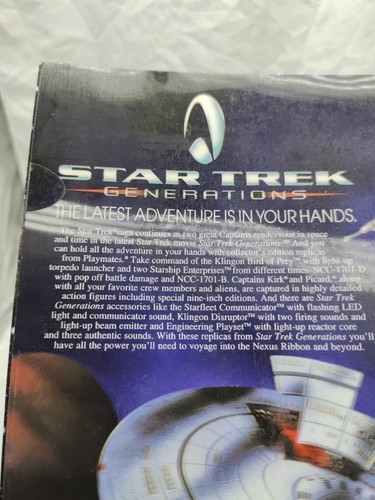 STAR TREK
GENERATIONS
THE LATEST ADVENTURE IS IN YOUR HANDS.
The Star Trek saga continues as two great Captains rendezvous in space
and time in the latest Star Trek movie Star Trek Generations.™ And you
can hold all the adventure in your hands with collector's edition replicas
from Playmates.® Take command of the Klingon Bird of Prey™ with light-up
torpedo launcher and two Starship Enterprises™ from different times–NCC-1701-D
with pop off battle damage and NCC-1701-B. Captains Kirk® and Picard,® along
with all your favorite crew members and aliens, are captured in highly detailed
action figures including special nine-inch editions. And there are Star Trek
Generations accessories like the Starfleet Communicator™ with flashing LED
light and communicator sound, Klingon Disruptor™ with two firing sounds and
light-up beam emitter and Engineering Playset™ with light-up reactor core
and three authentic sounds. With these replicas from Star Trek Generations you'll
have all the power you'll need to voyage into the Nexus Ribbon and beyond.